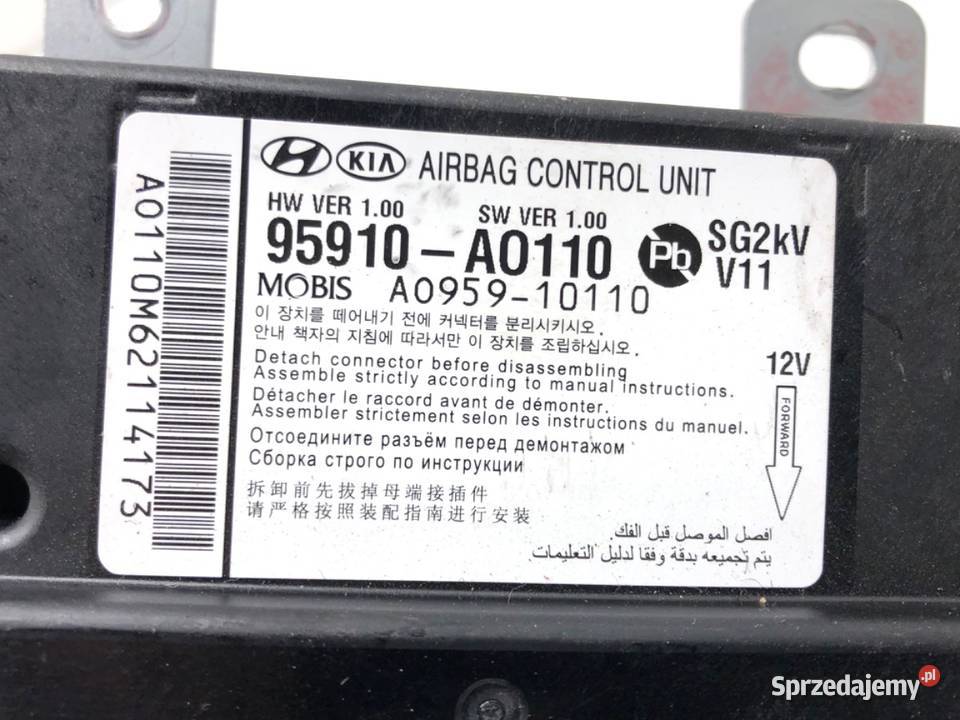 A0110M621141​73
KIA AIRBAG CONTROL UNIT
HW VER 1.00 SW VER 1.00
95910-A0110 Pb SG2kV
V11
MOBIS A0959-10110
이 장치를 떼어내기 전에 커넥터를 분리시키시오.
안내 책자의 지침에 따라서만 이 장치를 조립하십시오.
12V
Detach connector before disassembling
Assemble strictly according to manual instructions.
Détacher le raccord avant de démonter.
Assembler strictement selon les instructions du manuel.
FORWARD
Отсоедините разъём перед демонтажом
Сборка строго по инструкции
拆卸前先拔掉母端接插件
请严格按照装配指南进行安装
افصل الموصل قبل الفك.
يتم تجميعه بدقة وفقا لدليل التعليمات.
Sprzedajemy.pl